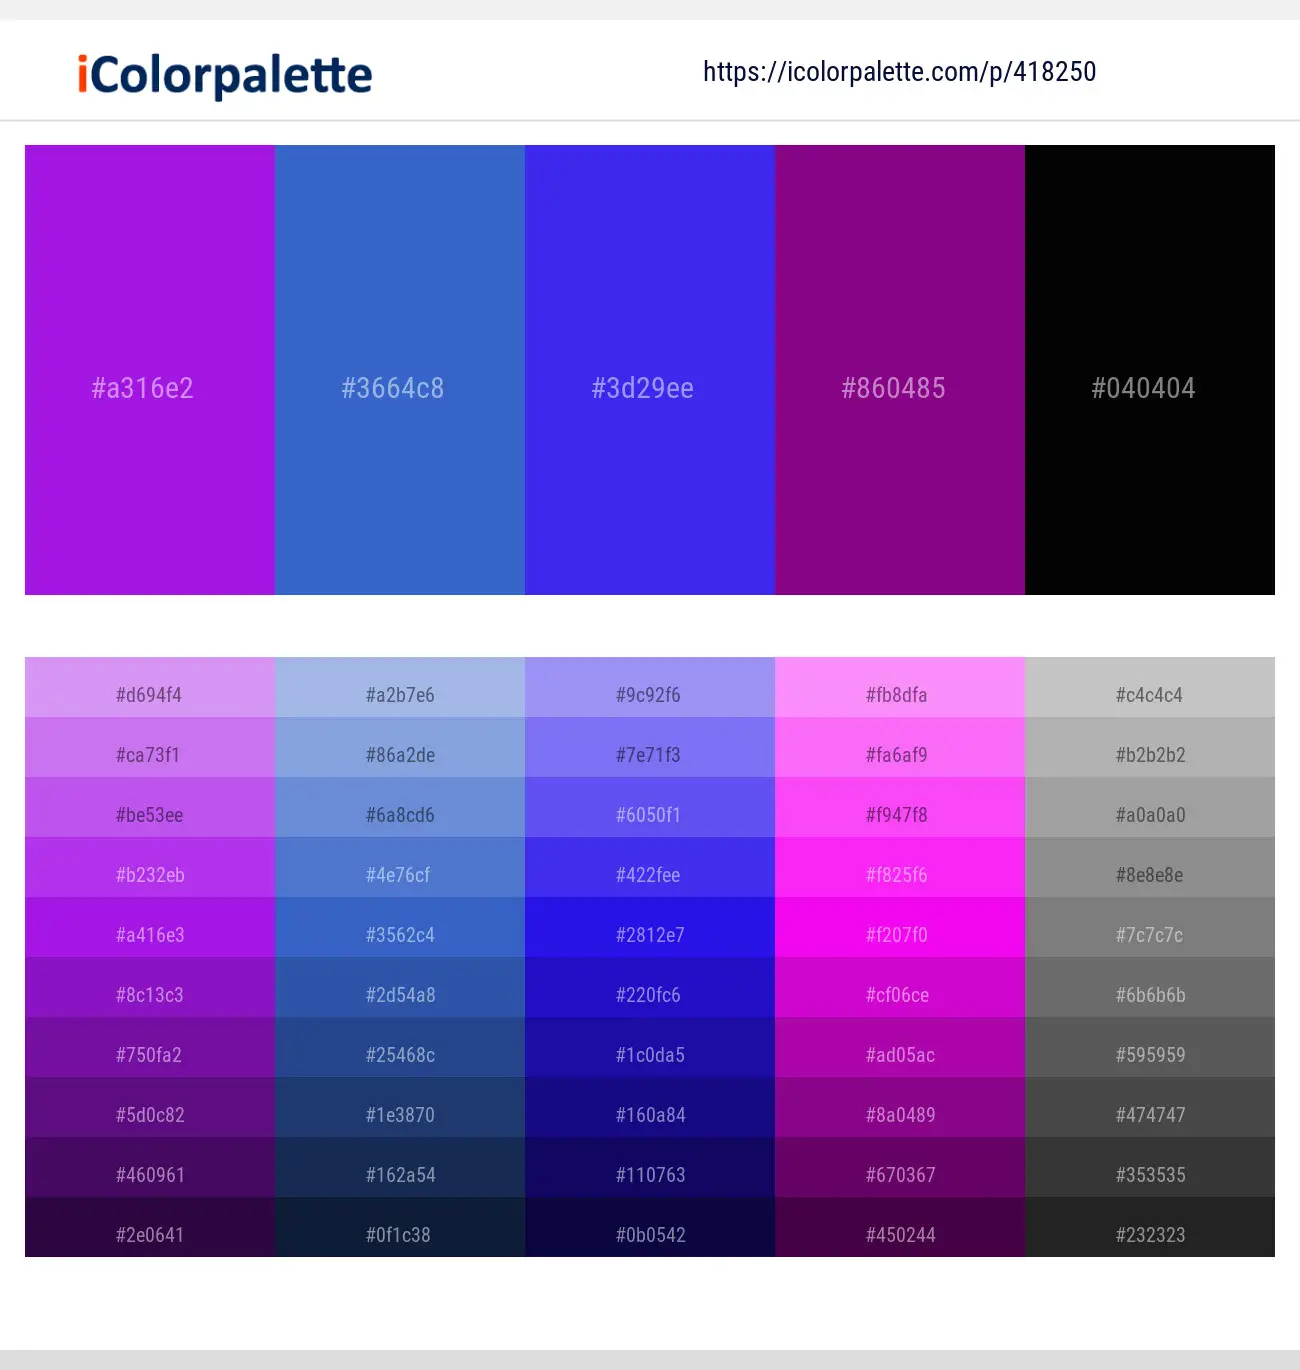 iColorpalette
https://icolorpalette.com/p/418250
#a316e2 #3664c8 #3d29ee #860485 #040404
#d694f4 #a2b7e6 #9c92f6 #fb8dfa #c4c4c4
#ca73f1 #86a2de #7e71f3 #fa6af9 #b2b2b2
#be53ee #6a8cd6 #6050f1 #f947f8 #a0a0a0
#b232eb #4e76cf #422fee #f825f6 #8e8e8e
#a416e3 #3562c4 #2812e7 #f207f0 #7c7c7c
#8c13c3 #2d54a8 #220fc6 #cf06ce #6b6b6b
#750fa2 #25468c #1c0da5 #ad05ac #595959
#5d0c82 #1e3870 #160a84 #8a0489 #474747
#460961 #162a54 #110763 #670367 #353535
#2e0641 #0f1c38 #0b0542 #450244 #232323